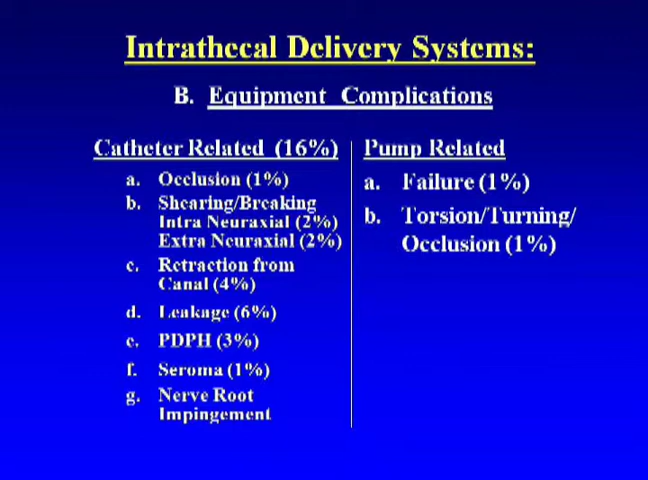 Intrathecal Delivery Systems:
B. Equipment Complications
Catheter Related (16%)
a. Occlusion (1%)
b. Shearing/Breaking
Intra Neuraxial (2%)
Extra Neuraxial (2%)
c. Retraction from
Canal (4%)
d. Leakage (6%)
e. PDPH (3%)
f. Seroma (1%)
g. Nerve Root
Impingement
Pump Related
a. Failure (1%)
b. Torsion/Turning/
Occlusion (1%)